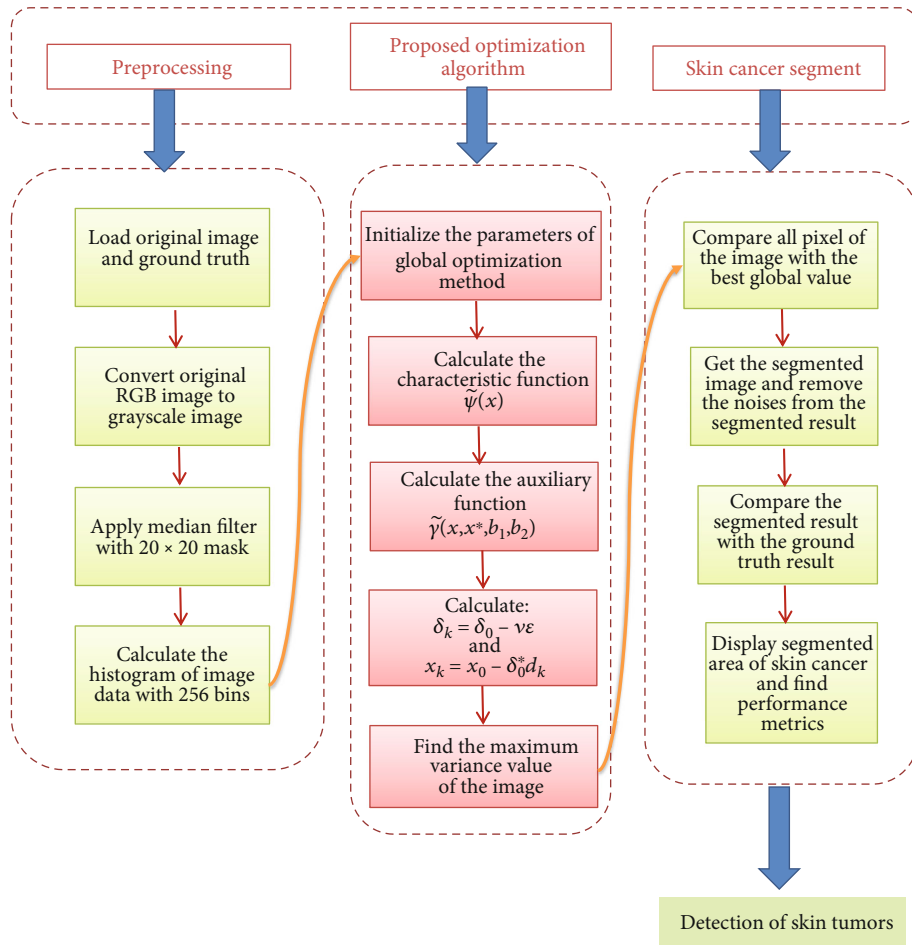 Preprocessing
Proposed optimization
algorithm
Skin cancer segment
Load original image
and ground truth
Convert original
RGB image to
grayscale image
Apply median filter
with 20 × 20 mask
Calculate the
histogram of image
data with 256 bins
Initialize the parameters of
global optimization
method
Calculate the
characteristic function
ψ̃(x)
Calculate the auxiliary
function
γ̃(x,x*,b₁,b₂)
Calculate:
δₖ = δ₀ – νε
and
xₖ = x₀ – δ₀*dₖ
Find the maximum
variance value
of the image
Compare all pixel of
the image with the
best global value
Get the segmented
image and remove
the noises from the
segmented result
Compare the
segmented result
with the ground
truth result
Display segmented
area of skin cancer
and find
performance
metrics
Detection of skin tumors